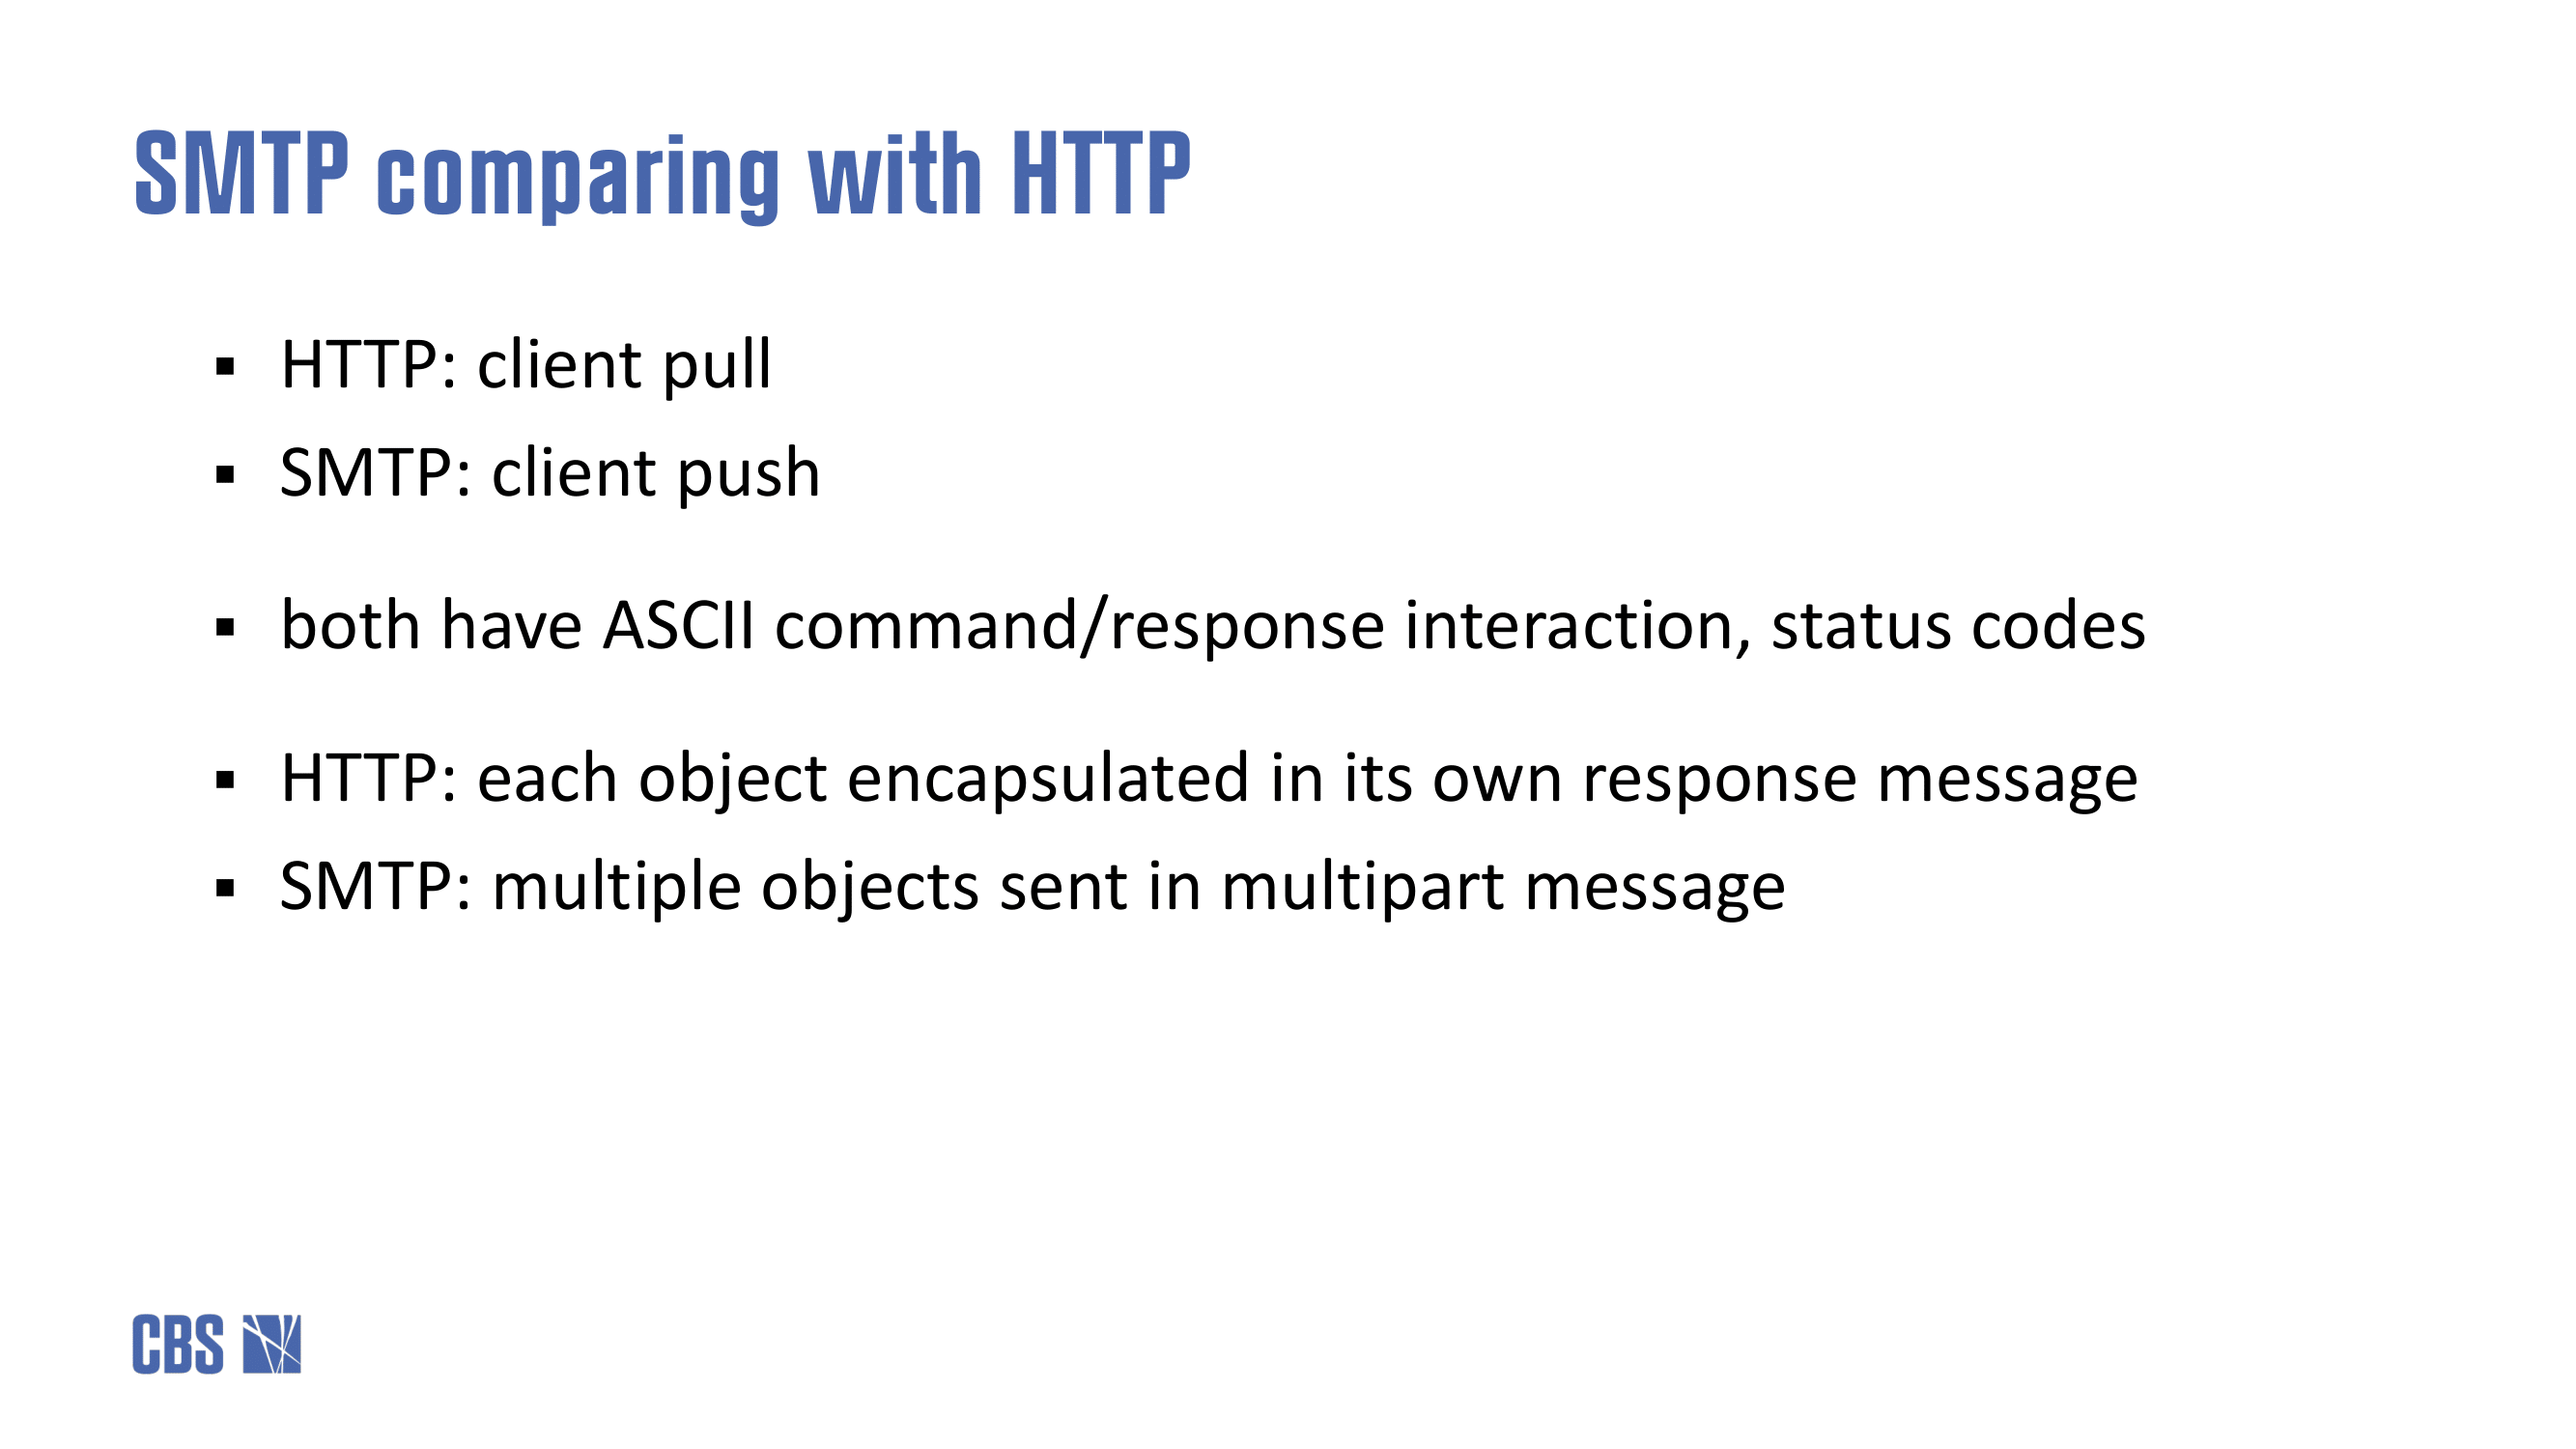 SMTP comparing with HTTP
▪ HTTP: client pull
▪ SMTP: client push
▪ both have ASCII command/response interaction, status codes
▪ HTTP: each object encapsulated in its own response message
▪ SMTP: multiple objects sent in multipart message
CBS